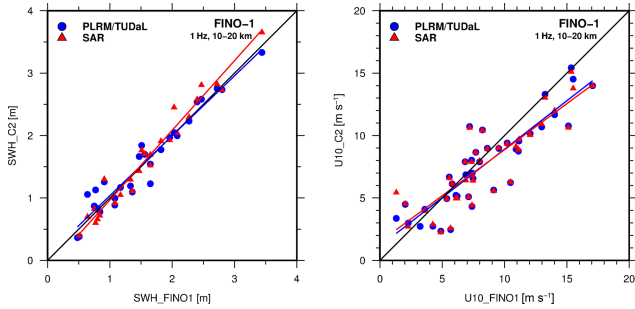 FINO−1
PLRM/TUDaL
SAR
1 Hz, 10−20 km
SWH_C2 [m]
4
3
2
1
0
0 1 2 3 4
SWH_FINO1 [m]
FINO−1
PLRM/TUDaL
SAR
1 Hz, 10−20 km
U10_C2 [m s⁻¹]
20
15
10
5
0
0 5 10 15 20
U10_FINO1 [m s⁻¹]